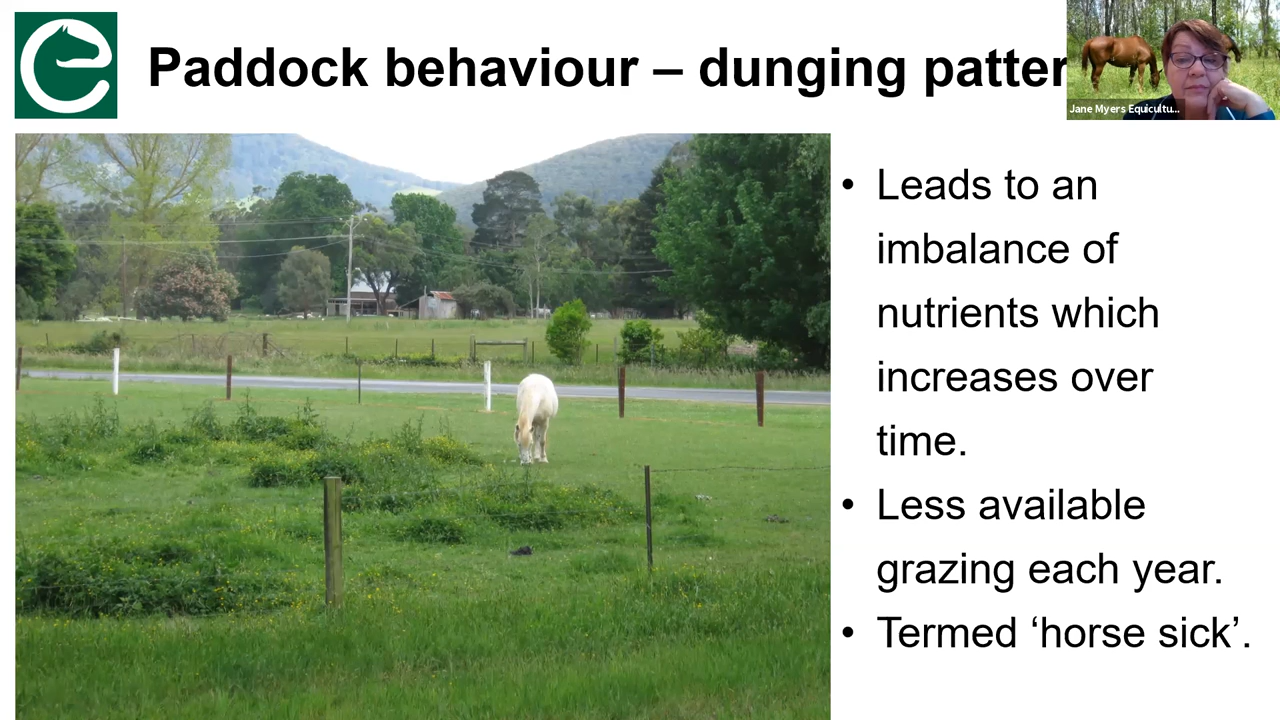 Paddock behaviour – dunging patter
Jane Myers Equicultu...
• Leads to an
imbalance of
nutrients which
increases over
time.
• Less available
grazing each year.
• Termed ‘horse sick’.